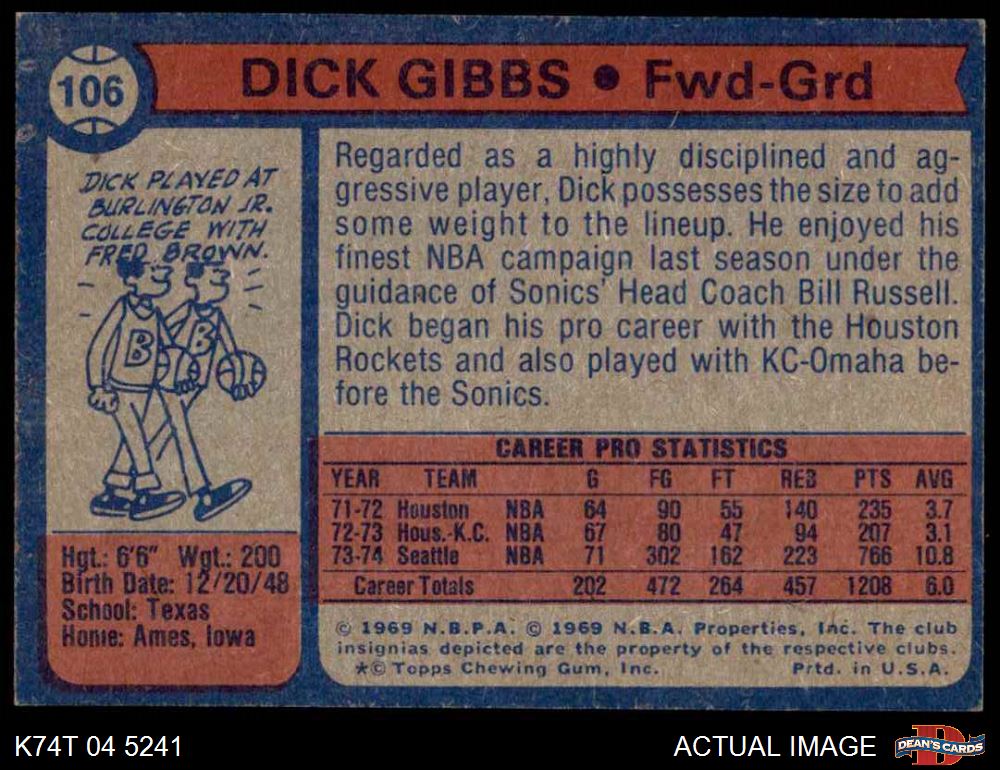 106
DICK GIBBS • Fwd-Grd
DICK PLAYED AT
BURLINGTON JR.
COLLEGE WITH
FRED BROWN.
B
B
Hgt.: 6'6" Wgt.: 200
Birth Date: 12/20/48
School: Texas
Home: Ames, Iowa
Regarded as a highly disciplined and ag-
gressive player, Dick possesses the size to add
some weight to the lineup. He enjoyed his
finest NBA campaign last season under the
guidance of Sonics' Head Coach Bill Russell.
Dick began his pro career with the Houston
Rockets and also played with KC-Omaha be-
fore the Sonics.
CAREER PRO STATISTICS
YEAR TEAM G FG FT REB PTS AVG
71-72 Houston NBA 64 90 55 140 235 3.7
72-73 Hous.-K.C. NBA 67 80 47 94 207 3.1
73-74 Seattle NBA 71 302 162 223 766 10.8
Career Totals 202 472 264 457 1208 6.0
© 1969 N.B.P.A. © 1969 N.B.A. Properties, Inc. The club
insignias depicted are the property of the respective clubs.
*© Topps Chewing Gum, Inc. Prtd. in U.S.A.
K74T 04 5241
ACTUAL IMAGE
D
DEAN'S CARDS